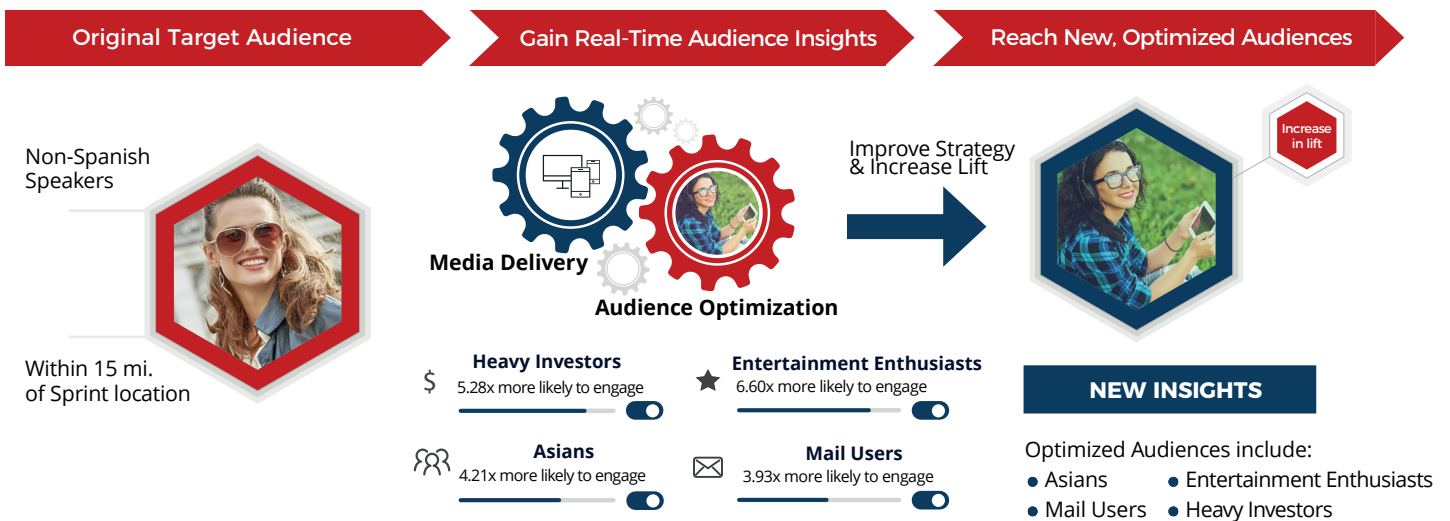 Original Target Audience
Gain Real-Time Audience Insights
Reach New, Optimized Audiences
Non-Spanish
Speakers
Within 15 mi.
of Sprint location
Media Delivery
Audience Optimization
Improve Strategy
& Increase Lift
Increase
in lift
$
Heavy Investors
5.28x more likely to engage
Entertainment Enthusiasts
6.60x more likely to engage
Asians
4.21x more likely to engage
Mail Users
3.93x more likely to engage
NEW INSIGHTS
Optimized Audiences include:
• Asians
• Entertainment Enthusiasts
• Mail Users
• Heavy Investors